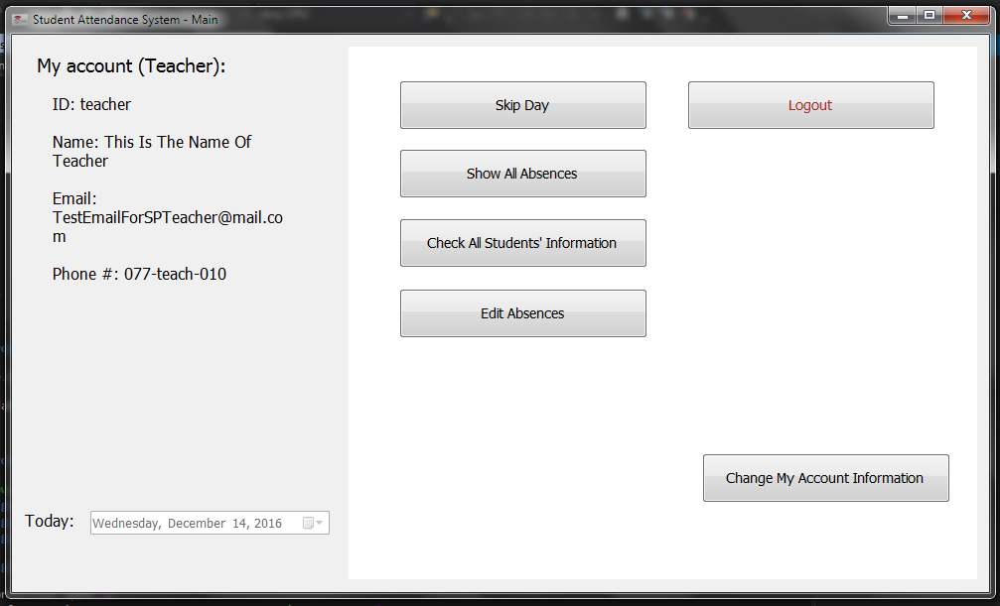 Student Attendance System - Main
My account (Teacher):
ID: teacher
Name: This Is The Name Of
Teacher
Email:
TestEmailForSPTeacher@mail.co
m
Phone #: 077-teach-010
Today:
Wednesday, December 14, 2016
Skip Day
Logout
Show All Absences
Check All Students' Information
Edit Absences
Change My Account Information